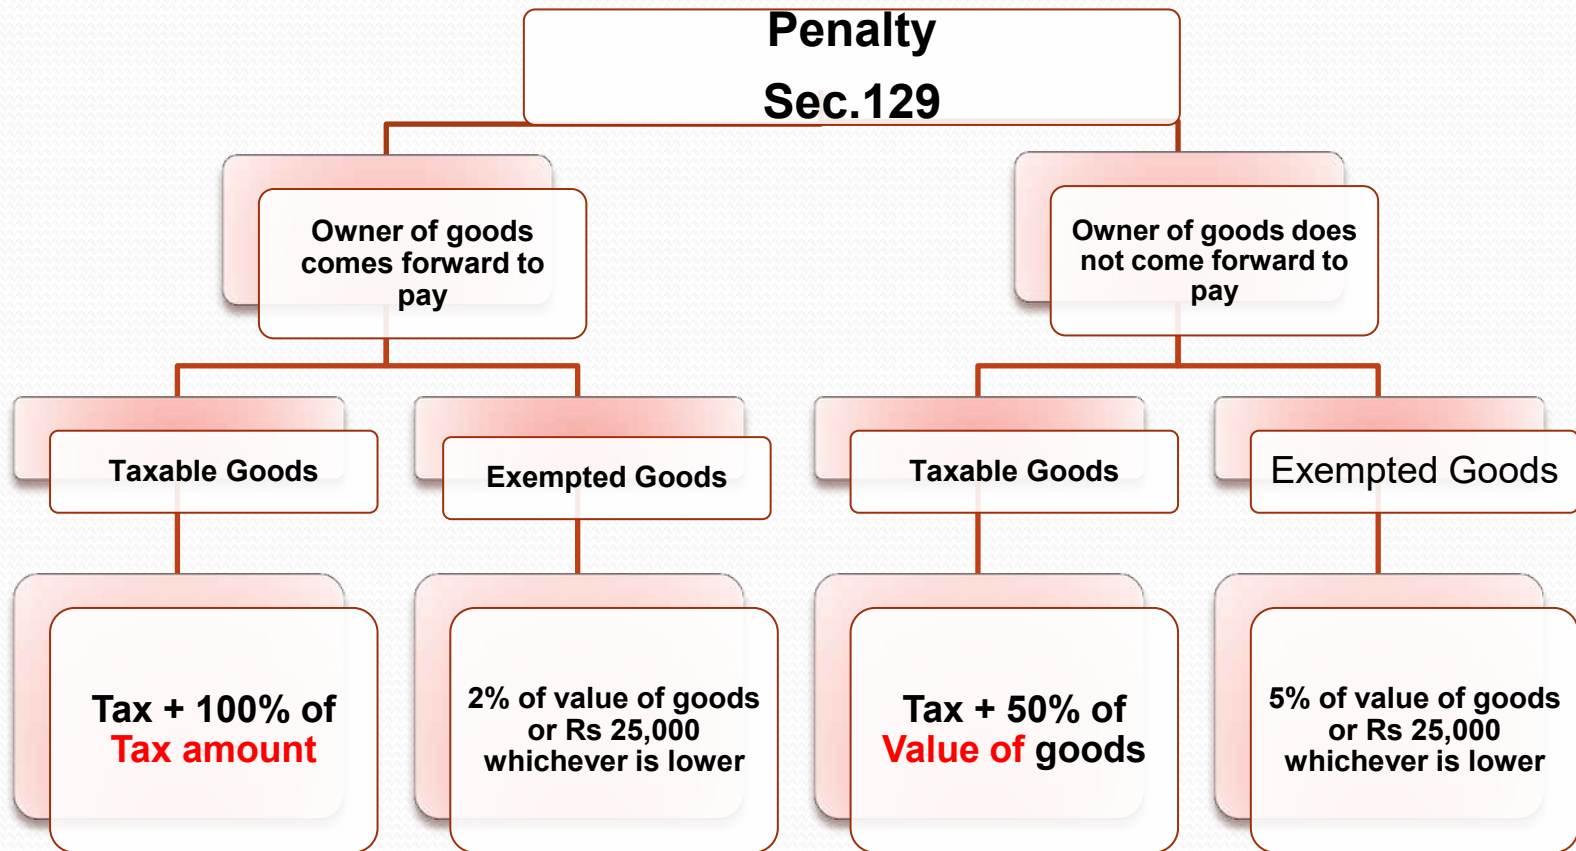 Penalty
Sec.129
Owner of goods
comes forward to
pay
Owner of goods does
not come forward to
pay
Taxable Goods
Exempted Goods
Taxable Goods
Exempted Goods
Tax + 100% of
Tax amount
2% of value of goods
or Rs 25,000
whichever is lower
Tax + 50% of
Value of goods
5% of value of goods
or Rs 25,000
whichever is lower